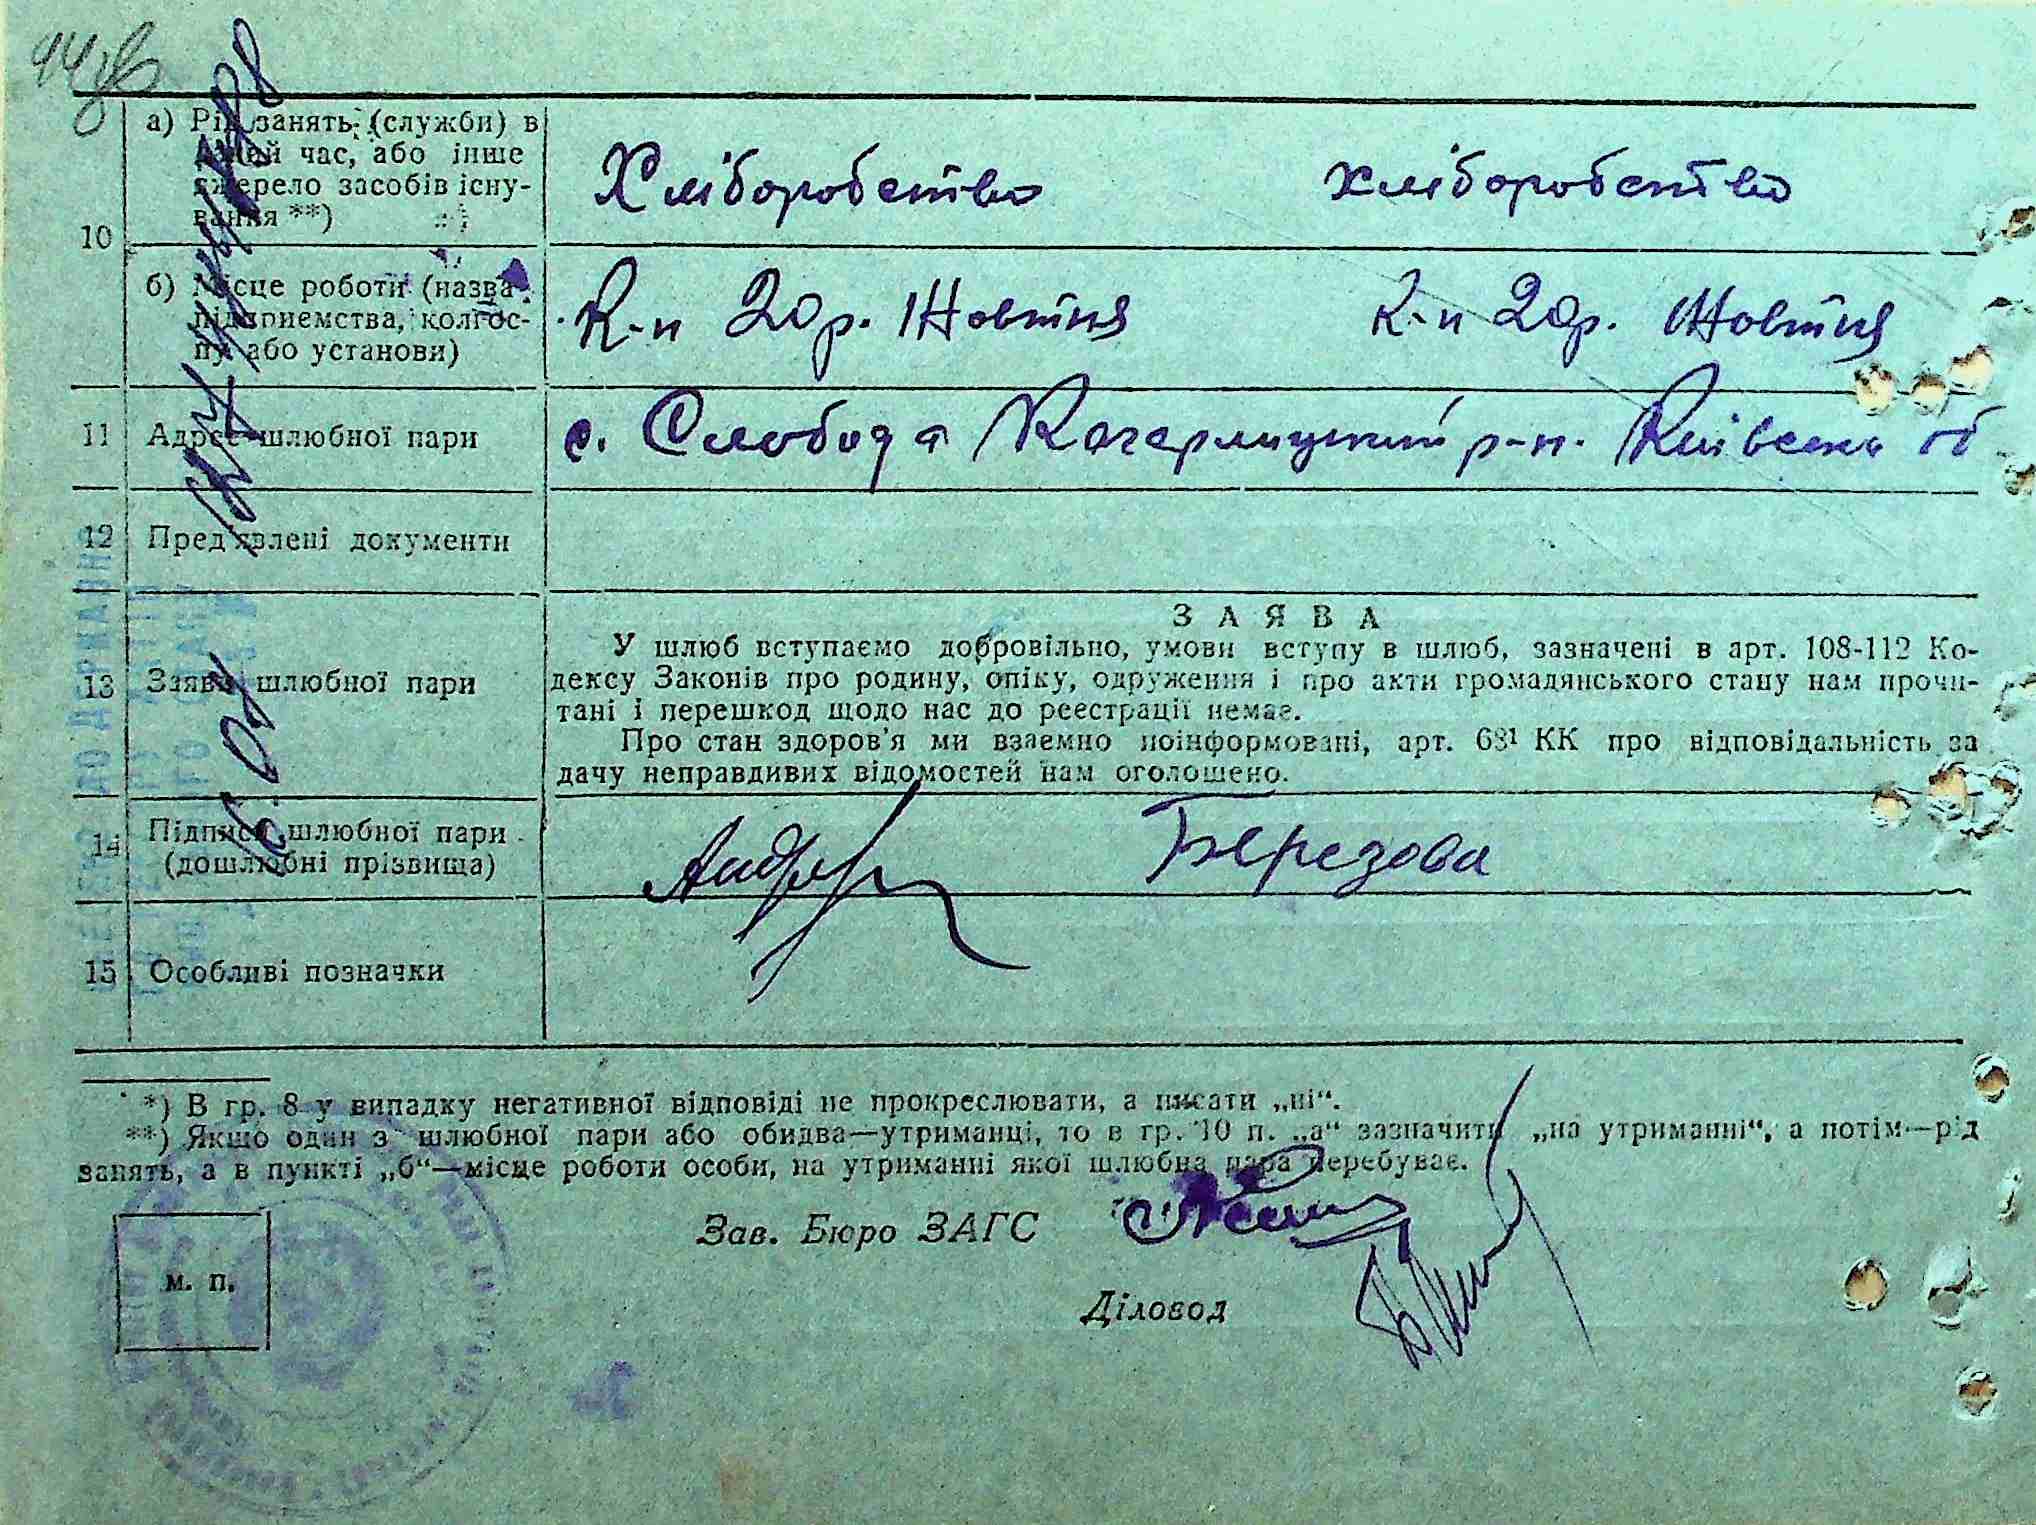 44
а) Рід занять (служби) в
даний час, або інше
джерело засобів існу-
вання **)
Хліборобство хліборобство
10
б) Місце роботи (назва
підприємства, колгос-
пу або установи)
К-п 20 р. Жовтня К-п 20 р. Жовтня
11 Адрес шлюбної пари с. Слобода Кагарлицький р-н. Київська об
12 Пред'явлені документи
13 Заява шлюбної пари
ЗАЯВА
У шлюб вступаємо добровільно, умови вступу в шлюб, зазначені в арт. 108-112 Ко-
дексу Законів про родину, опіку, одруження і про акти громадянського стану нам прочи-
тані і перешкод щодо нас до реестрації немає.
Про стан здоров'я ми взаємно поінформовані, арт. 68¹ КК про відповідальність за
дачу неправдивих відомостей нам оголошено.
14 Підписи шлюбної пари
(дошлюбні прізвища)
Березова
15 Особливі позначки
*) В гр. 8 у випадку негативної відповіді не прокреслювати, а писати „ні“.
**) Якщо один з шлюбної пари або обидва—утриманці, то в гр. 10 п. „а“ зазначити „на утриманні“, а потім—рід
занять, а в пункті „б“—місце роботи особи, на утриманні якої шлюбна пара перебуває.
Зав. Бюро ЗАГС
м. п.
Діловод